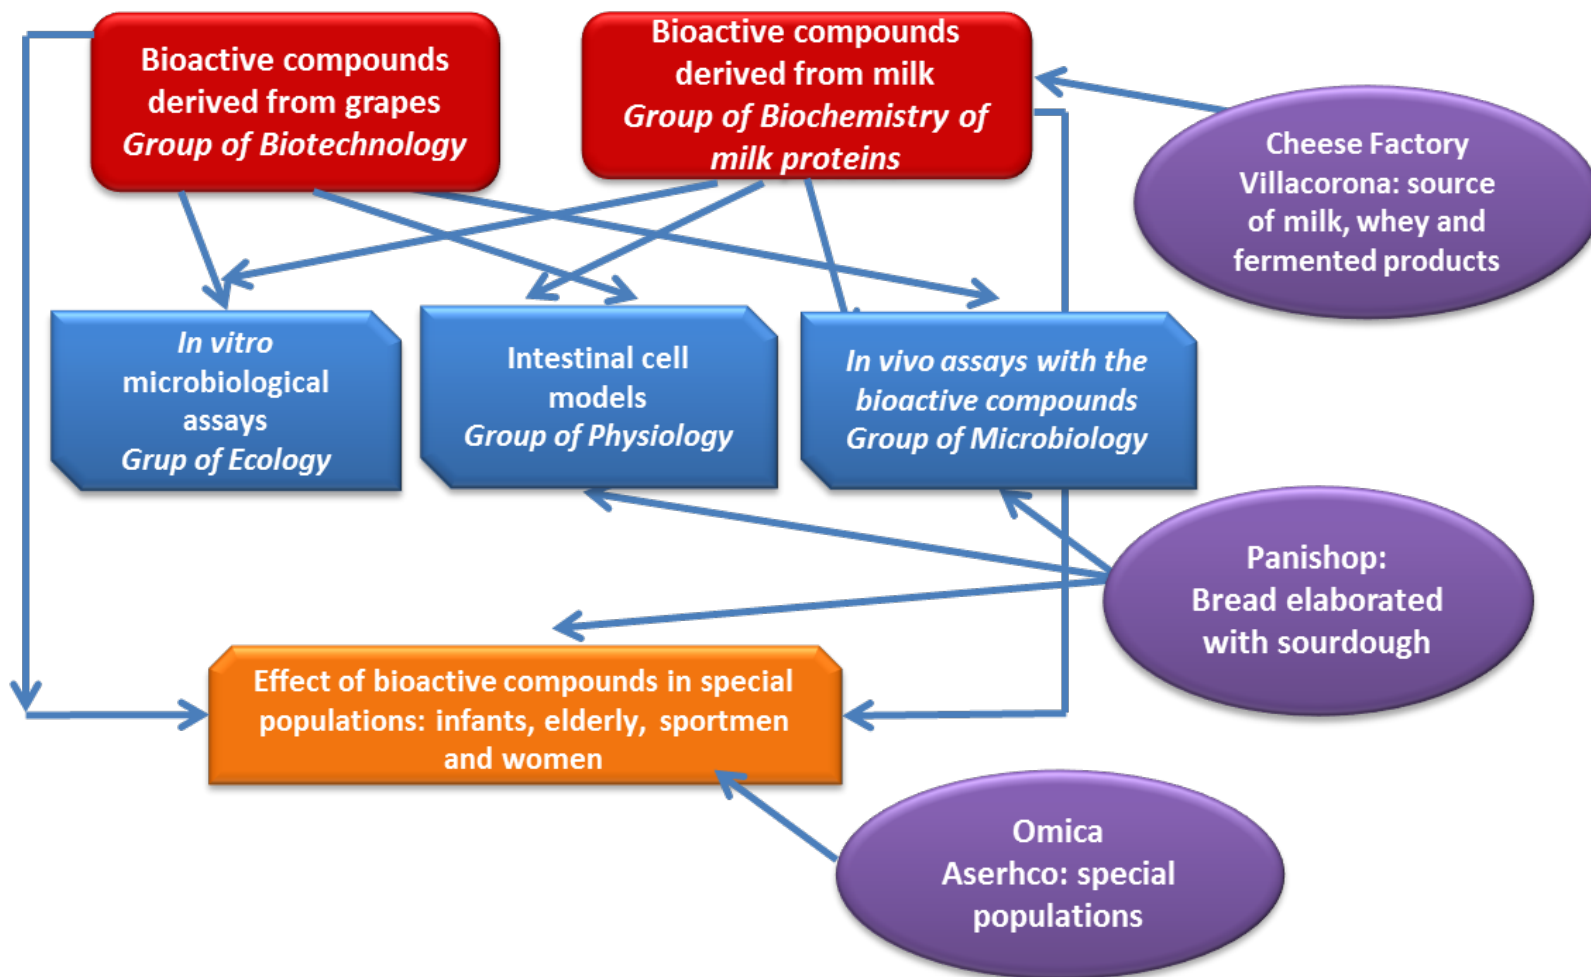 Bioactive compounds
derived from grapes
Group of Biotechnology
Bioactive compounds
derived from milk
Group of Biochemistry of
milk proteins
Cheese Factory
Villacorona: source
of milk, whey and
fermented products
In vitro
microbiological
assays
Grup of Ecology
Intestinal cell
models
Group of Physiology
In vivo assays with the
bioactive compounds
Group of Microbiology
Panishop:
Bread elaborated
with sourdough
Effect of bioactive compounds in special
populations: infants, elderly, sportmen
and women
Omica
Aserhco: special
populations